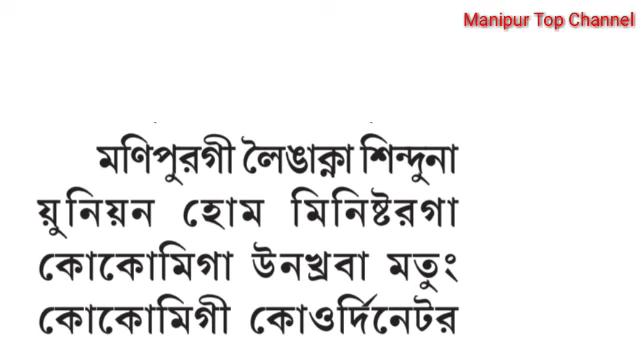 Manipur Top Channel
মণিপুরগী লৈঙাক্না শিন্দুনা
য়ুনিয়ন হোম মিনিষ্টরগা
কোকোমিগা উনখ্রবা মতুং
কোকোমিগী কোওর্দিনেটর